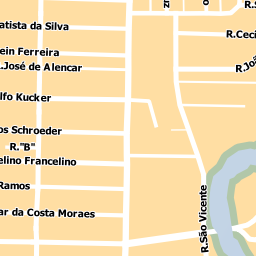 R.S
atista da Silva
R.Ceci
ein Ferreira
.José de Alencar
R.Joã
lfo Kucker
os Schroeder
R."B"
elino Francelino
Ramos
R.São Vicente
ar da Costa Moraes